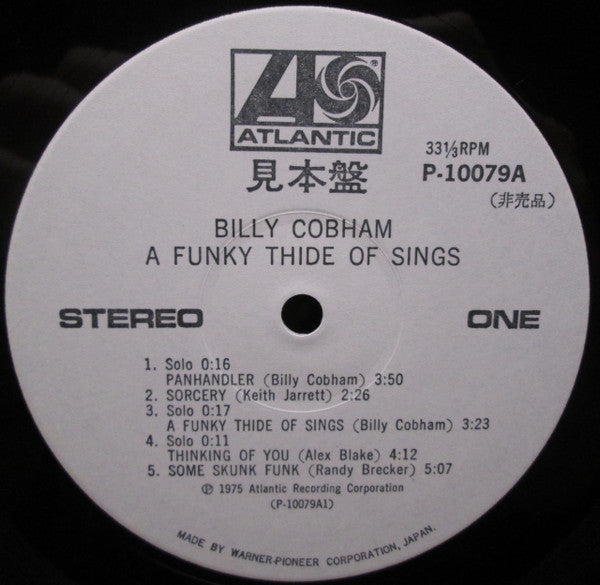 ATLANTIC
見本盤
33⅓RPM
P-10079A
(非売品)
BILLY COBHAM
A FUNKY THIDE OF SINGS
STEREO
ONE
1. Solo 0:16
PANHANDLER (Billy Cobham) 3:50
2. SORCERY (Keith Jarrett) 2:26
3. Solo 0:17
A FUNKY THIDE OF SINGS (Billy Cobham) 3:23
4. Solo 0:11
THINKING OF YOU (Alex Blake) 4:12
5. SOME SKUNK FUNK (Randy Brecker) 5:07
℗ 1975 Atlantic Recording Corporation
(P-10079A1)
MADE BY WARNER-PIONEER CORPORATION, JAPAN.